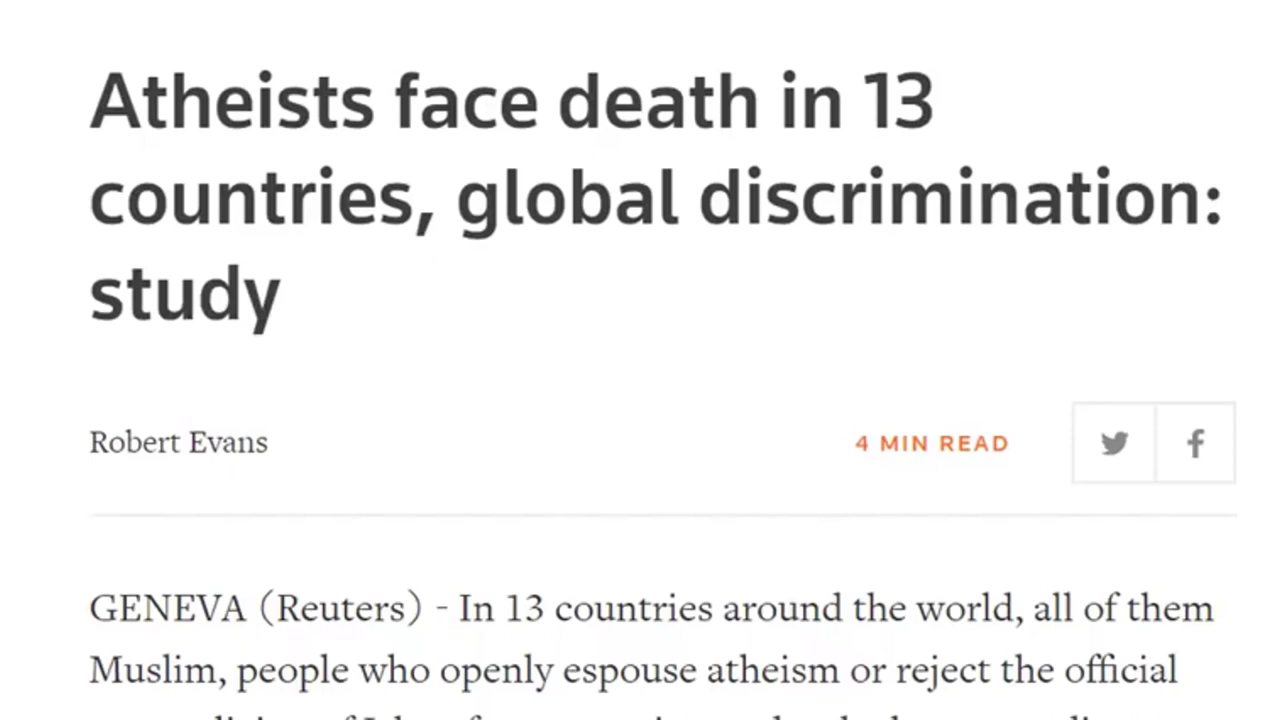 Atheists face death in 13
countries, global discrimination:
study
Robert Evans
4 MIN READ
GENEVA (Reuters) - In 13 countries around the world, all of them
Muslim, people who openly espouse atheism or reject the official